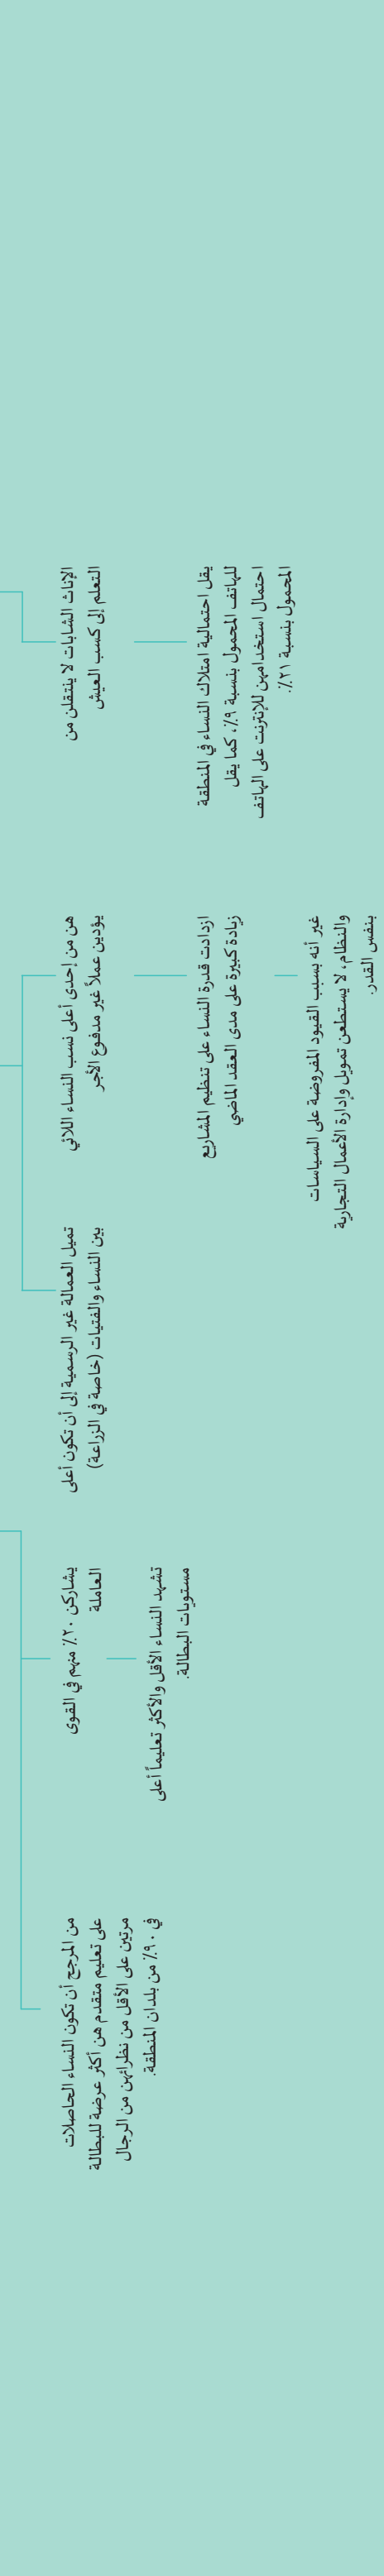 الإناث الشابات لا ينتقلن من
التعلم إلى كسب العيش
يقل احتمالية امتلاك النساء في المنطقة
للهاتف المحمول بنسبة ٩٪، كما يقل
احتمال استخدامهن للإنترنت على الهاتف
المحمول بنسبة ٢١٪.
هن من إحدى أعلى نسب النساء اللاتي
يؤدين عملاً غير مدفوع الأجر
ازدادت قدرة النساء على تنظيم المشاريع
زيادة كبيرة على مدى العقد الماضي
غير أنه بسبب القيود المفروضة على السياسات
والنظام، لا يستطعن تمويل وإدارة الأعمال التجارية
بنفس القدر.
تميل العمالة غير الرسمية إلى أن تكون أعلى
بين النساء والفتيات (خاصة في الزراعة)
يشاركن ٢٠٪ منهم في القوى
العاملة
تشهد النساء الأقل والأكثر تعليماً أعلى
مستويات البطالة.
من المرجح أن تكون النساء الحاصلات
على تعليم متقدم هن أكثر عرضة للبطالة
مرتين على الأقل من نظرائهن من الرجال
في ٩٠٪ من بلدان المنطقة.